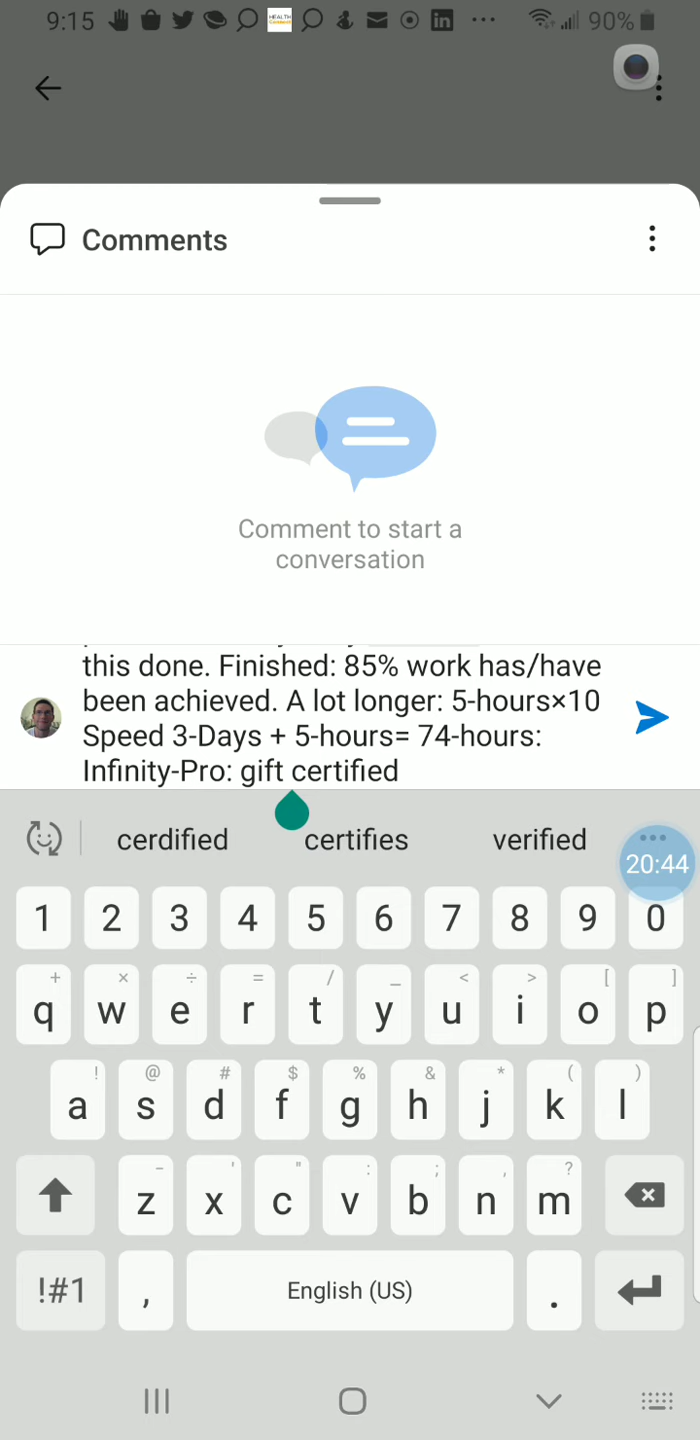 9:15 90%
Comments
Comment to start a
conversation
this done. Finished: 85% work has/have
been achieved. A lot longer: 5-hours×10
Speed 3-Days + 5-hours= 74-hours:
Infinity-Pro: gift certified
cerdified certifies verified
20:44
1 2 3 4 5 6 7 8 9 0
+ × ÷ = / _ < > [ ]
q w e r t y u i o p
! @ # $ % & * ( )
a s d f g h j k l
- ' " : ; , ?
z x c v b n m
!#1 , English (US) .